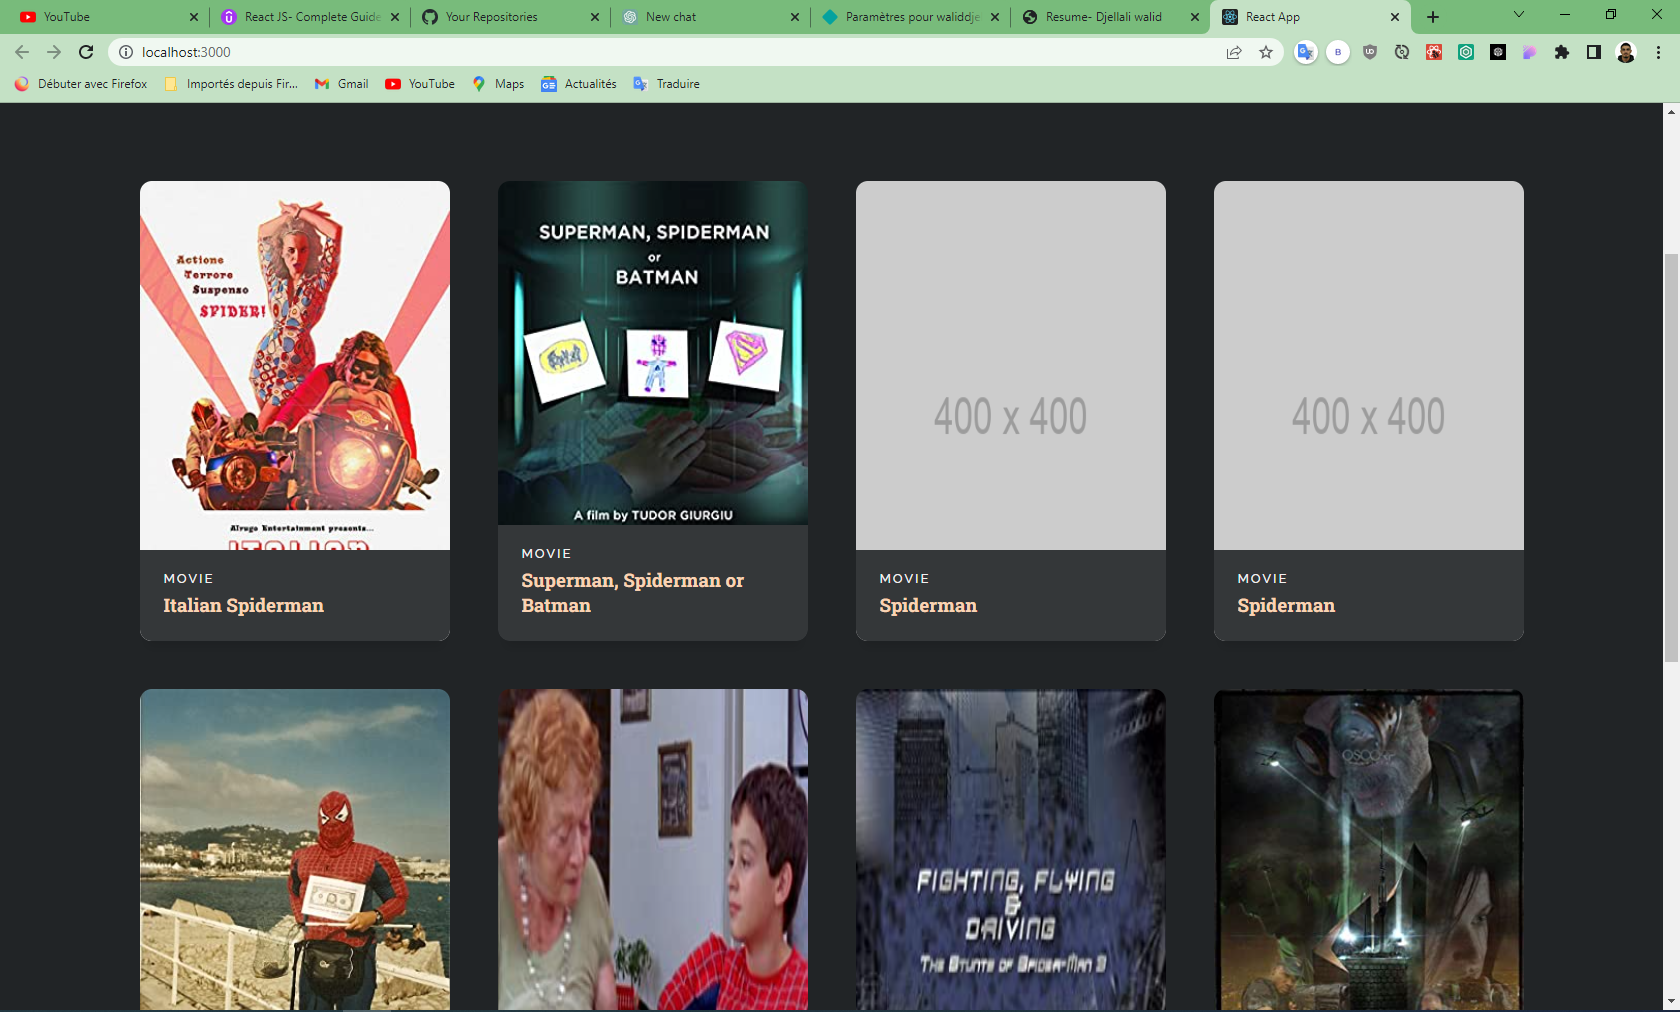 YouTube
React JS- Complete Guide
Your Repositories
New chat
Paramètres pour waliddje
Resume- Djellali walid
React App
localhost:3000
Débuter avec Firefox
Importés depuis Fir...
Gmail
YouTube
Maps
Actualités
Traduire
Actione
Terrore
Suspenso
SPIDER!
Alrugo Entertainment presents...
ITALIAN
MOVIE
Italian Spiderman
SUPERMAN, SPIDERMAN
or
BATMAN
A film by TUDOR GIURGIU
MOVIE
Superman, Spiderman or
Batman
400 x 400
MOVIE
Spiderman
400 x 400
MOVIE
Spiderman
FIGHTING, FLYING
&
DRIVING
The Stunts of Spider-Man 3